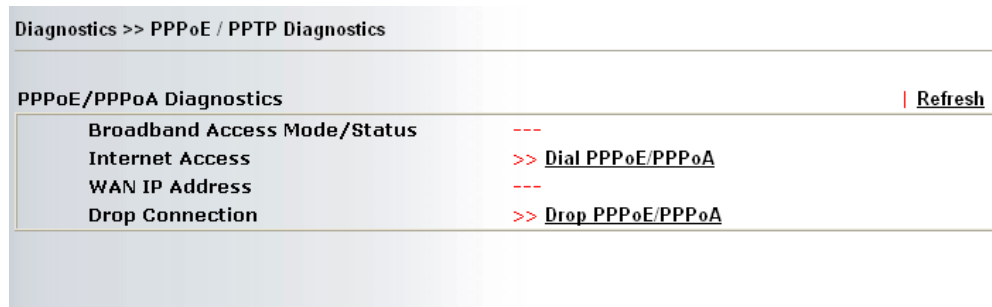 Diagnostics >> PPPoE / PPTP Diagnostics
PPPoE/PPPoA Diagnostics | Refresh
Broadband Access Mode/Status ---
Internet Access >> Dial PPPoE/PPPoA
WAN IP Address ---
Drop Connection >> Drop PPPoE/PPPoA